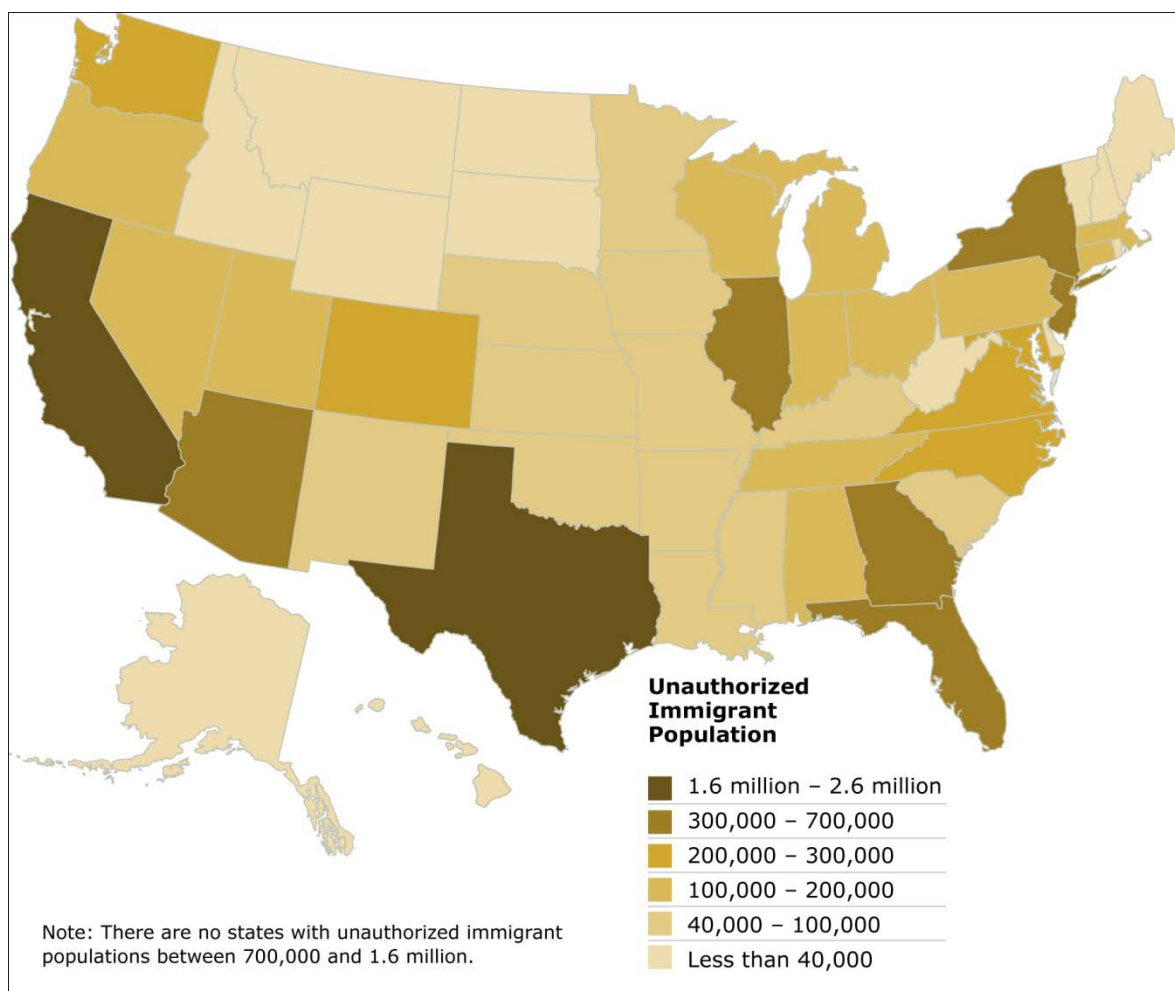 Unauthorized
Immigrant
Population
1.6 million – 2.6 million
300,000 – 700,000
200,000 – 300,000
100,000 – 200,000
40,000 – 100,000
Less than 40,000
Note: There are no states with unauthorized immigrant
populations between 700,000 and 1.6 million.